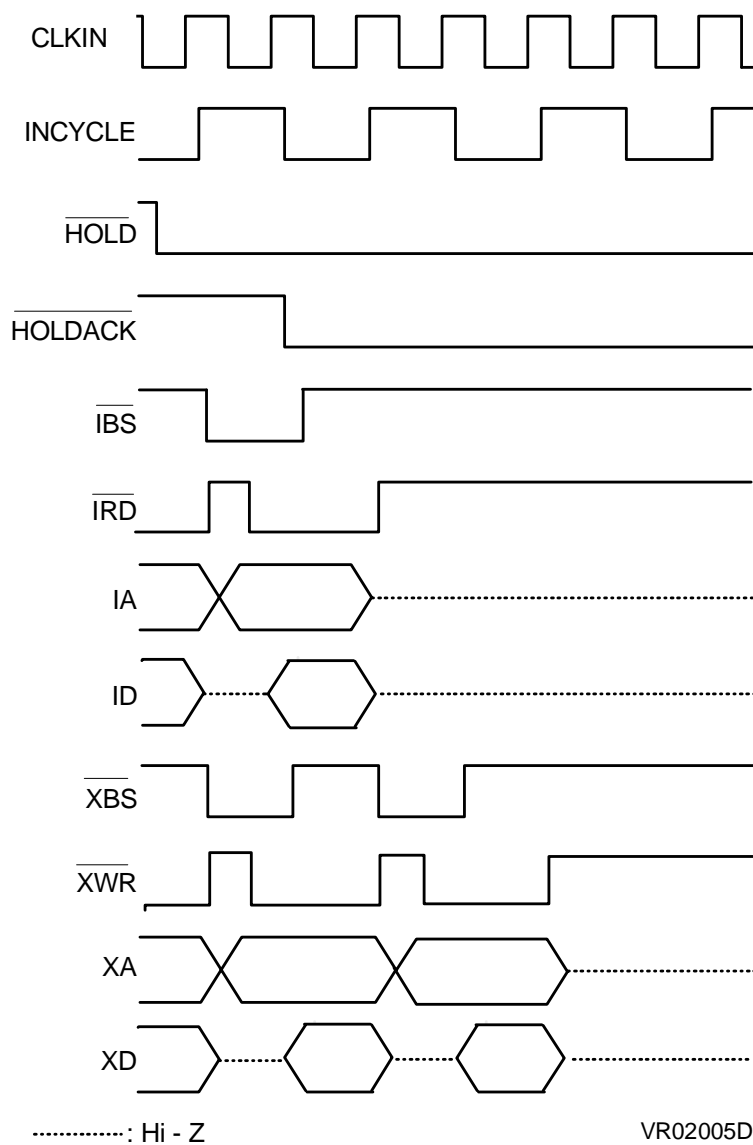 CLKIN
INCYCLE
HOLD
HOLDACK
IBS
IRD
IA
ID
XBS
XWR
XA
XD
: Hi - Z
VR02005D